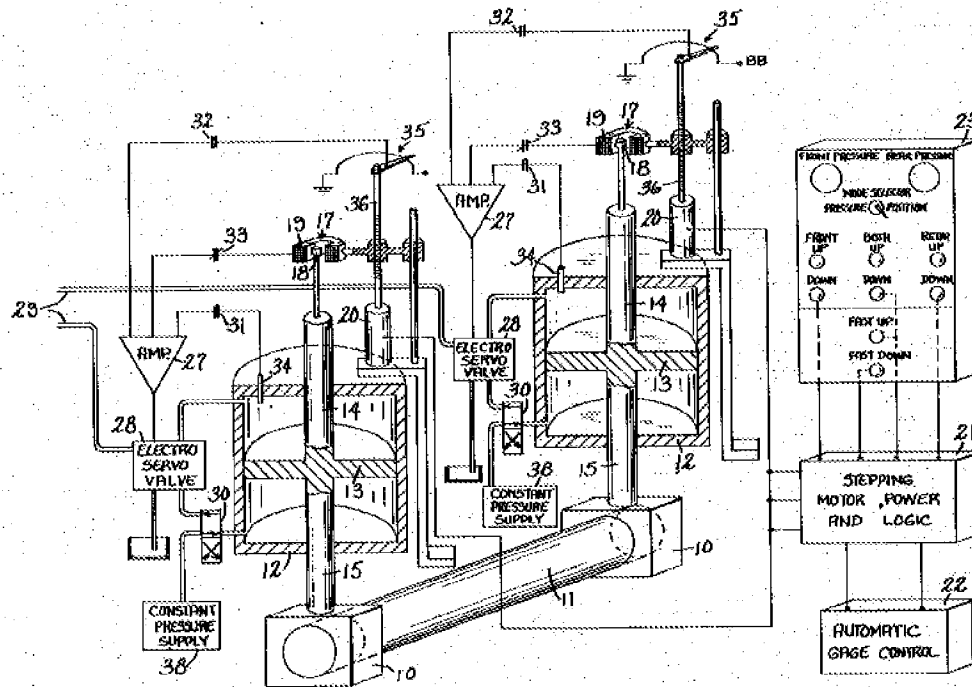 32
35
BB
33
19
17
31
18
AMP.
27
36
20
34
14
28
ELECTRO
SERVO
VALVE
30
13
12
15
38
CONSTANT
PRESSURE
SUPPLY
32
35
36
33
19
17
18
29
31
20
AMP.
27
34
14
28
ELECTRO
SERVO
VALVE
30
13
12
15
CONSTANT
PRESSURE
SUPPLY
38
10
11
10
FRONT PRESSURE REAR PRESSURE
MODE SELECTOR
PRESSURE POSITION
FRONT UP
BOTH UP
REAR UP
DOWN DOWN DOWN
FAST UP
FAST DOWN
21
STEPPING
MOTOR POWER
AND LOGIC
22
AUTOMATIC
GAGE CONTROL